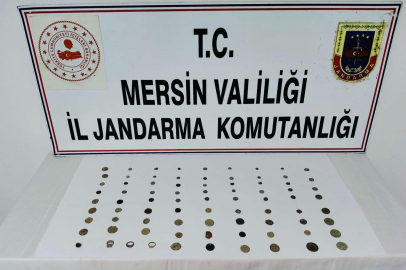 T.C.
MERSİN VALİLİĞİ
İL JANDARMA KOMUTANLIĞI